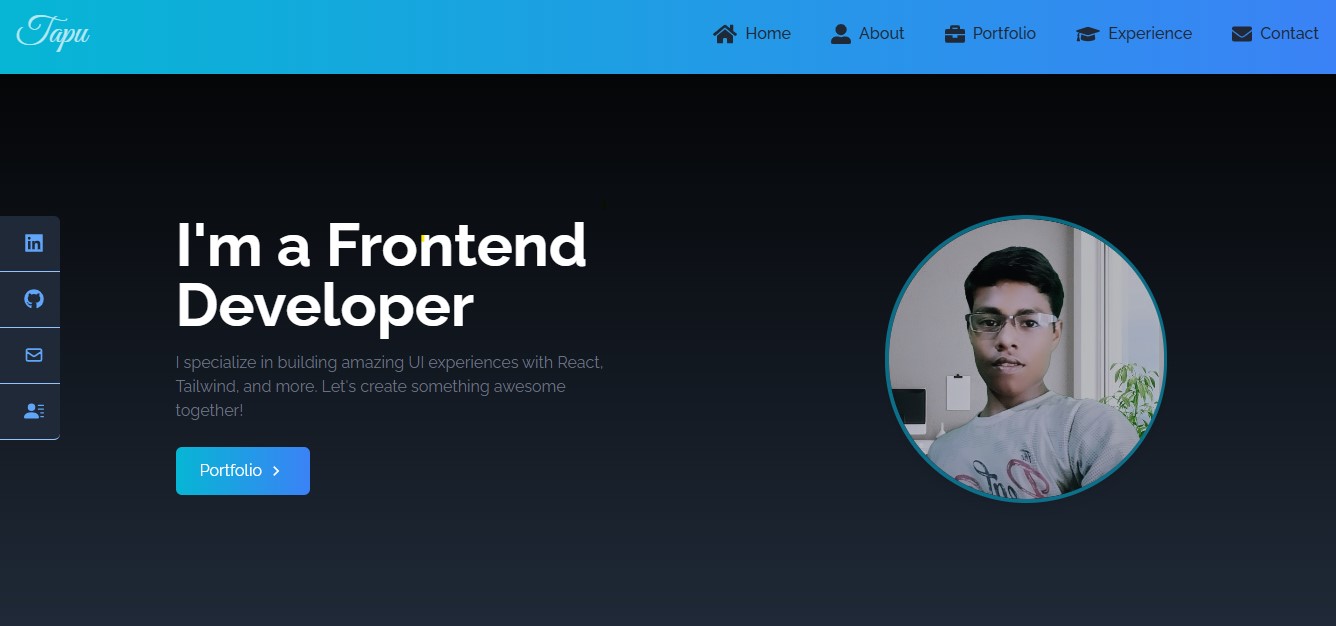 Tapu
Home
About
Portfolio
Experience
Contact
I'm a Frontend
Developer
I specialize in building amazing UI experiences with React,
Tailwind, and more. Let's create something awesome
together!
Portfolio